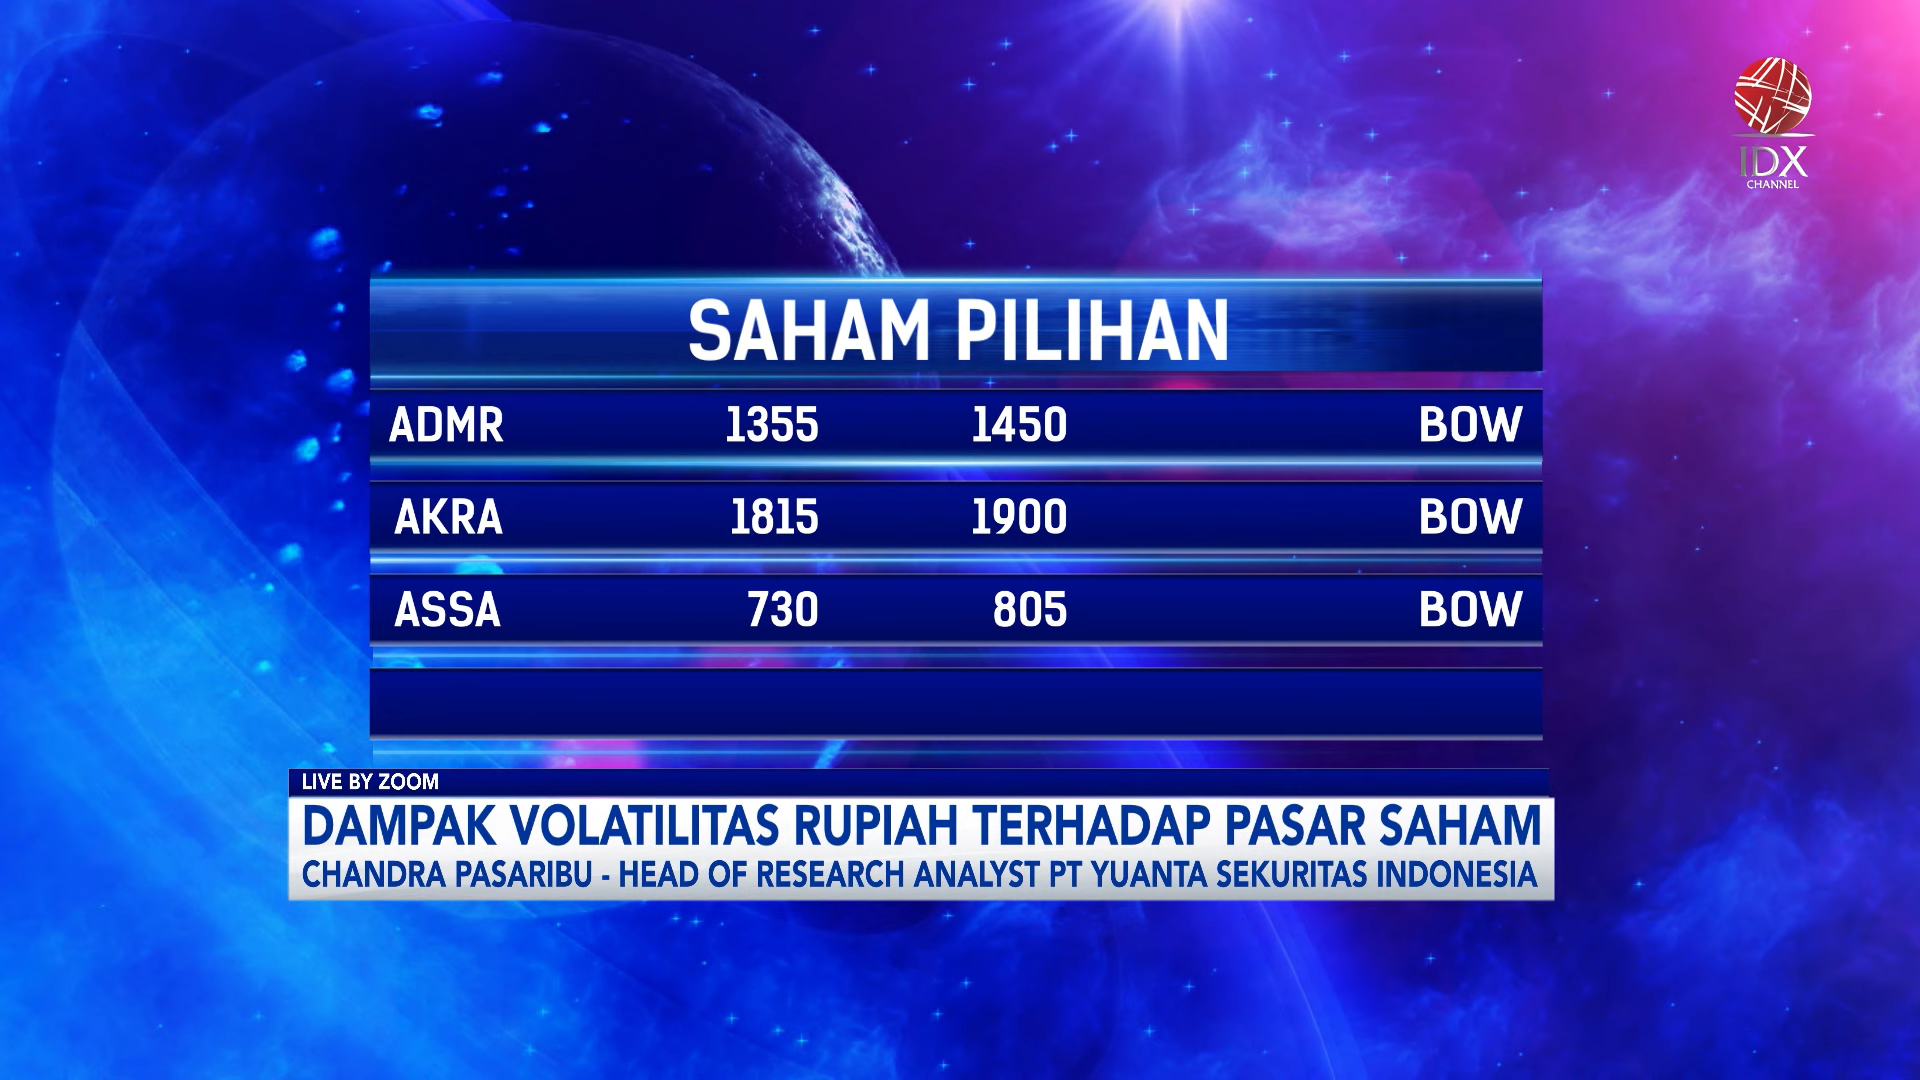 IDX
CHANNEL
SAHAM PILIHAN
ADMR 1355 1450 BOW
AKRA 1815 1900 BOW
ASSA 730 805 BOW
LIVE BY ZOOM
DAMPAK VOLATILITAS RUPIAH TERHADAP PASAR SAHAM
CHANDRA PASARIBU - HEAD OF RESEARCH ANALYST PT YUANTA SEKURITAS INDONESIA